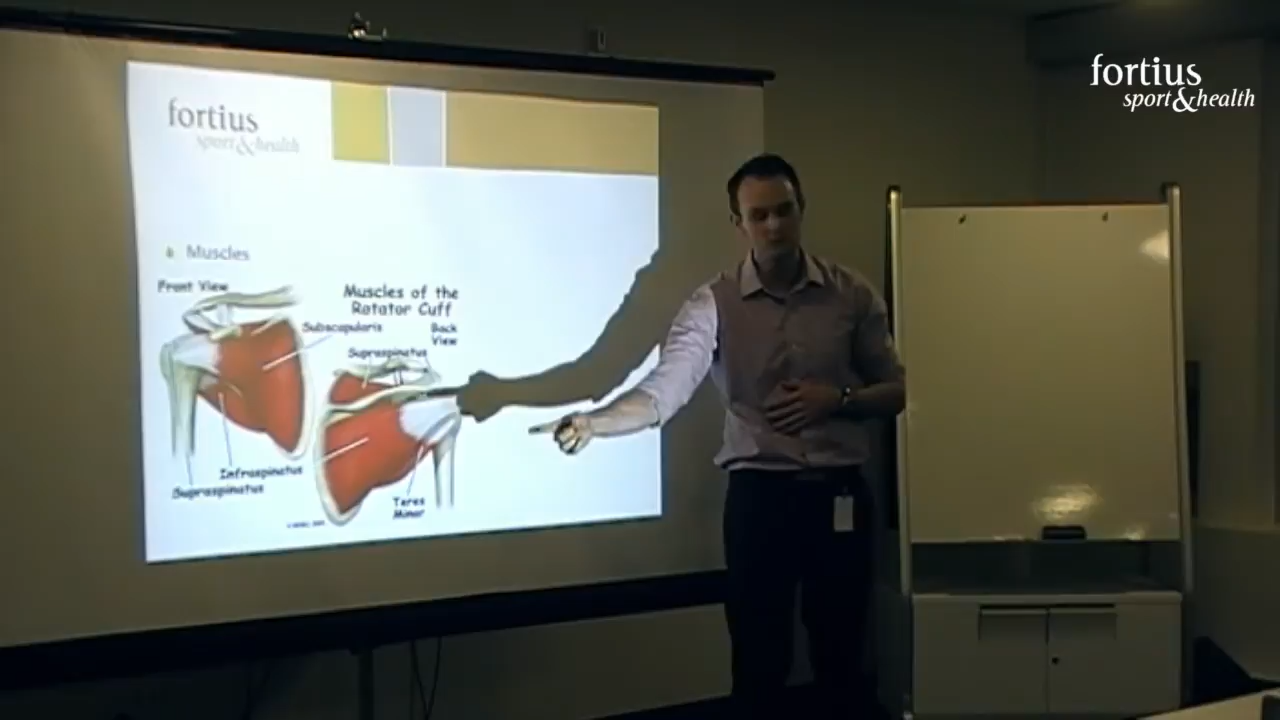 fortius
sport&health
fortius
sport&health
Muscles
Front View
Muscles of the
Rotator Cuff
Subscapularis
Back
View
Supraspinatus
Infraspinatus
Supraspinatus
Teres
Minor